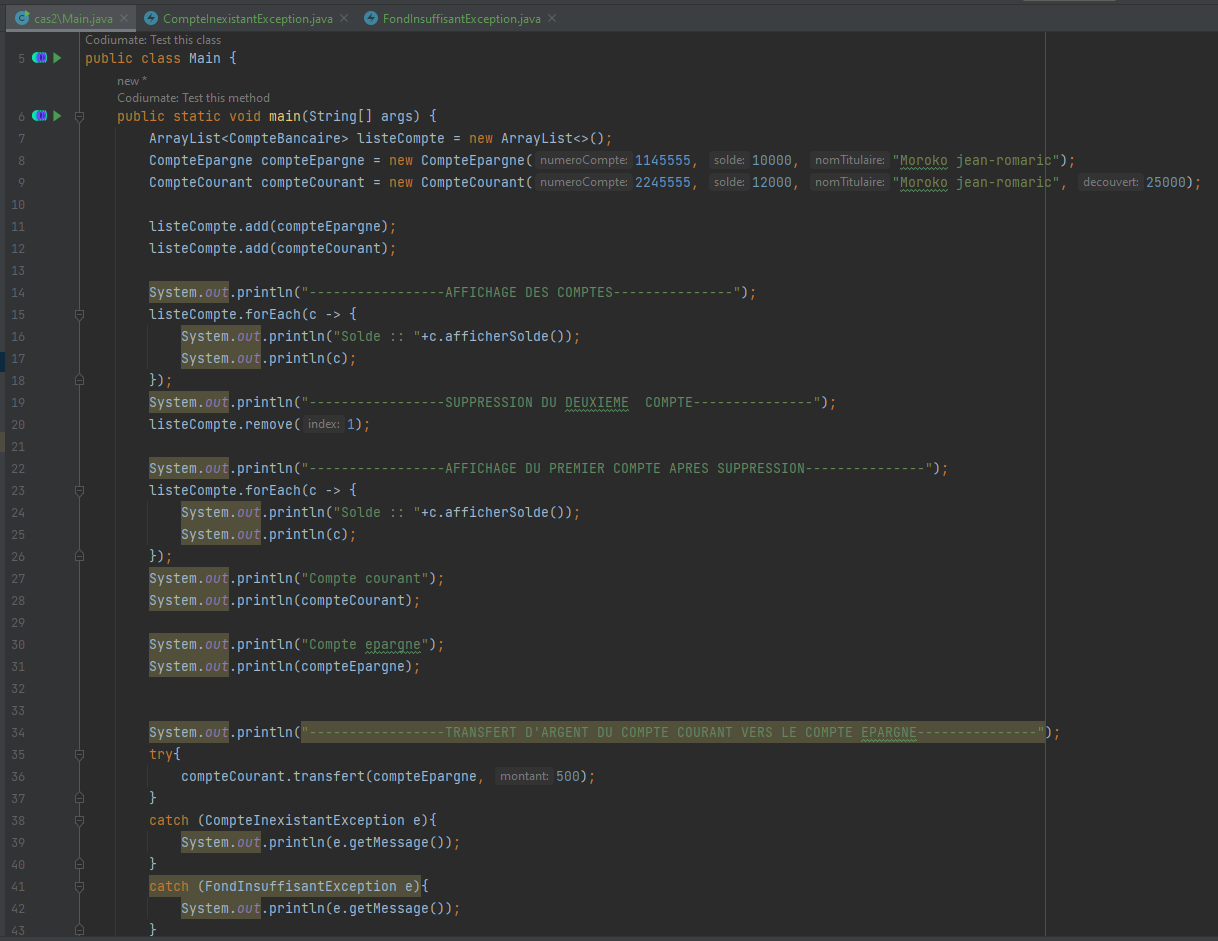 cas2\Main.java × CompteInexistantException.java × FondInsuffisantException.java ×
Codiumate: Test this class
5 public class Main {
new *
Codiumate: Test this method
6 public static void main(String[] args) {
7 ArrayList<CompteBancaire> listeCompte = new ArrayList<>();
8 CompteEpargne compteEpargne = new CompteEpargne( numeroCompte: 1145555, solde: 10000, nomTitulaire: "Moroko jean-romaric");
9 CompteCourant compteCourant = new CompteCourant( numeroCompte: 2245555, solde: 12000, nomTitulaire: "Moroko jean-romaric", decouvert: 25000);
10
11 listeCompte.add(compteEpargne);
12 listeCompte.add(compteCourant);
13
14 System.out.println("-----------------AFFICHAGE DES COMPTES---------------");
15 listeCompte.forEach(c -> {
16 System.out.println("Solde :: "+c.afficherSolde());
17 System.out.println(c);
18 });
19 System.out.println("-----------------SUPPRESSION DU DEUXIEME  COMPTE---------------");
20 listeCompte.remove( index: 1);
21
22 System.out.println("-----------------AFFICHAGE DU PREMIER COMPTE APRES SUPPRESSION---------------");
23 listeCompte.forEach(c -> {
24 System.out.println("Solde :: "+c.afficherSolde());
25 System.out.println(c);
26 });
27 System.out.println("Compte courant");
28 System.out.println(compteCourant);
29
30 System.out.println("Compte epargne");
31 System.out.println(compteEpargne);
32
33
34 System.out.println("-----------------TRANSFERT D'ARGENT DU COMPTE COURANT VERS LE COMPTE EPARGNE---------------");
35 try{
36 compteCourant.transfert(compteEpargne, montant: 500);
37 }
38 catch (CompteInexistantException e){
39 System.out.println(e.getMessage());
40 }
41 catch (FondInsuffisantException e){
42 System.out.println(e.getMessage());
43 }